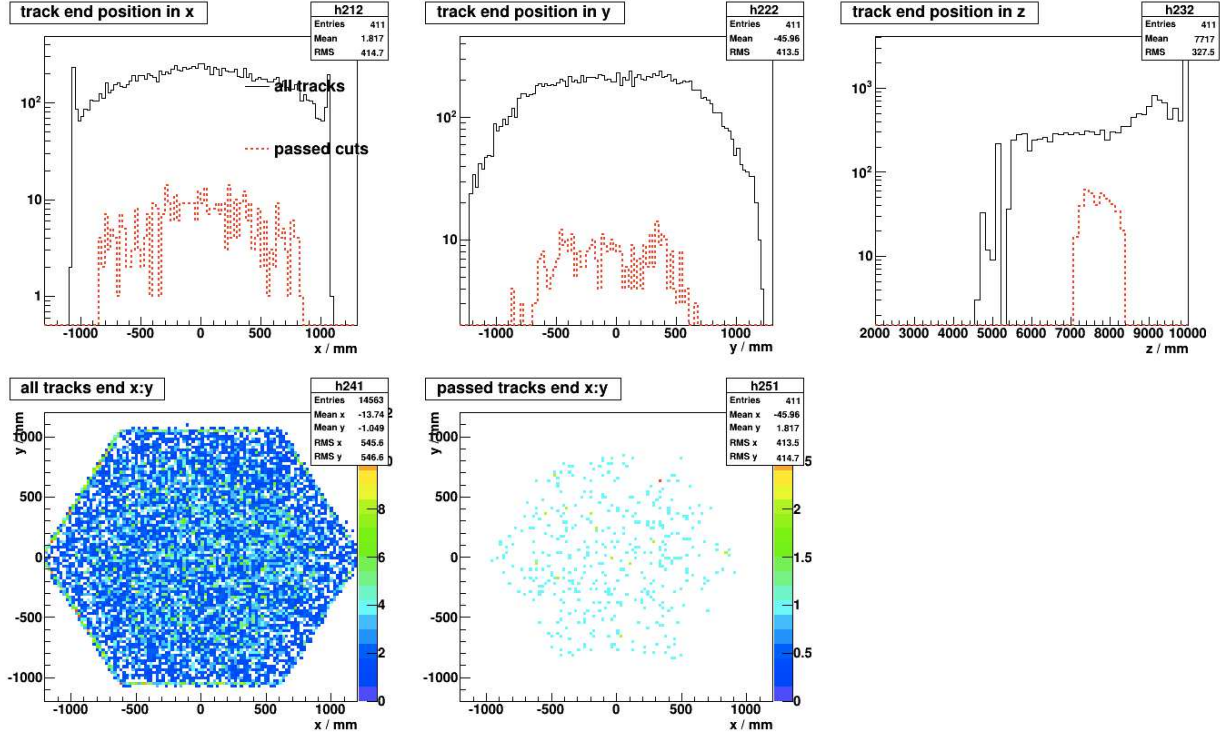 track end position in x
h212
Entries 411
Mean 1.817
RMS 414.7
all tracks
passed cuts
10²
10
1
-1000 -500 0 500 1000
x / mm
track end position in y
h222
Entries 411
Mean -45.96
RMS 413.5
10²
10
-1000 -500 0 500 1000
y / mm
track end position in z
h232
Entries 411
Mean 7717
RMS 327.5
10³
10²
10
2000 3000 4000 5000 6000 7000 8000 9000 10000
z / mm
all tracks end x:y
h241
Entries 14563
Mean x -13.74
Mean y -1.049
RMS x 545.6
RMS y 546.6
y / mm
1000
500
0
-500
-1000
-1000 -500 0 500 1000
x / mm
2
0
8
6
4
2
0
passed tracks end x:y
h251
Entries 411
Mean x -45.96
Mean y 1.817
RMS x 413.5
RMS y 414.7
y / mm
1000
500
0
-500
-1000
-1000 -500 0 500 1000
x / mm
.5
2
1.5
1
0.5
0